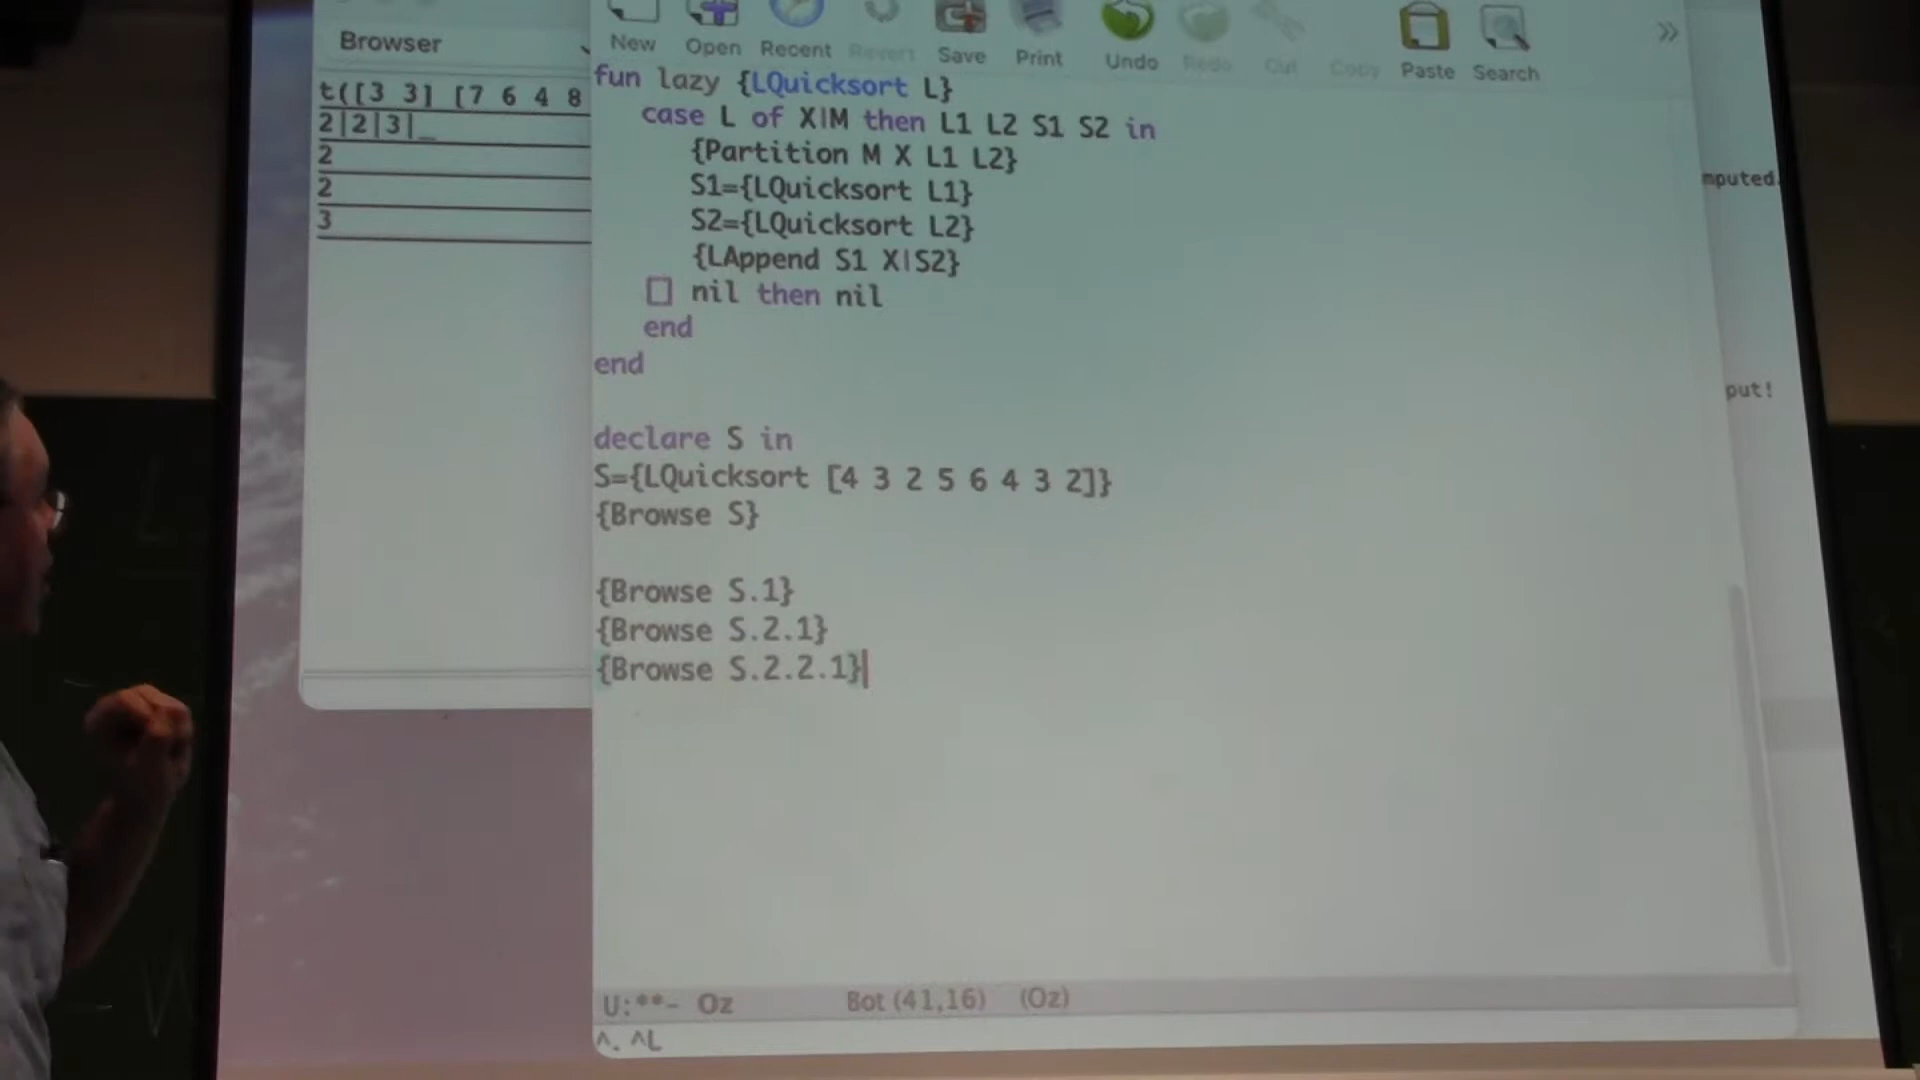 Browser
t([3 3] [7 6 4 8
2|2|3|_
2
2
3
New Open Recent Revert Save Print Undo Redo Cut Copy Paste Search
fun lazy {LQuicksort L}
case L of X|M then L1 L2 S1 S2 in
{Partition M X L1 L2}
S1={LQuicksort L1}
S2={LQuicksort L2}
{LAppend S1 X|S2}
[] nil then nil
end
end
declare S in
S={LQuicksort [4 3 2 5 6 4 3 2]}
{Browse S}
{Browse S.1}
{Browse S.2.1}
{Browse S.2.2.1}
U:**- Oz Bot (41,16) (Oz)
^. ^L
mputed.
put!